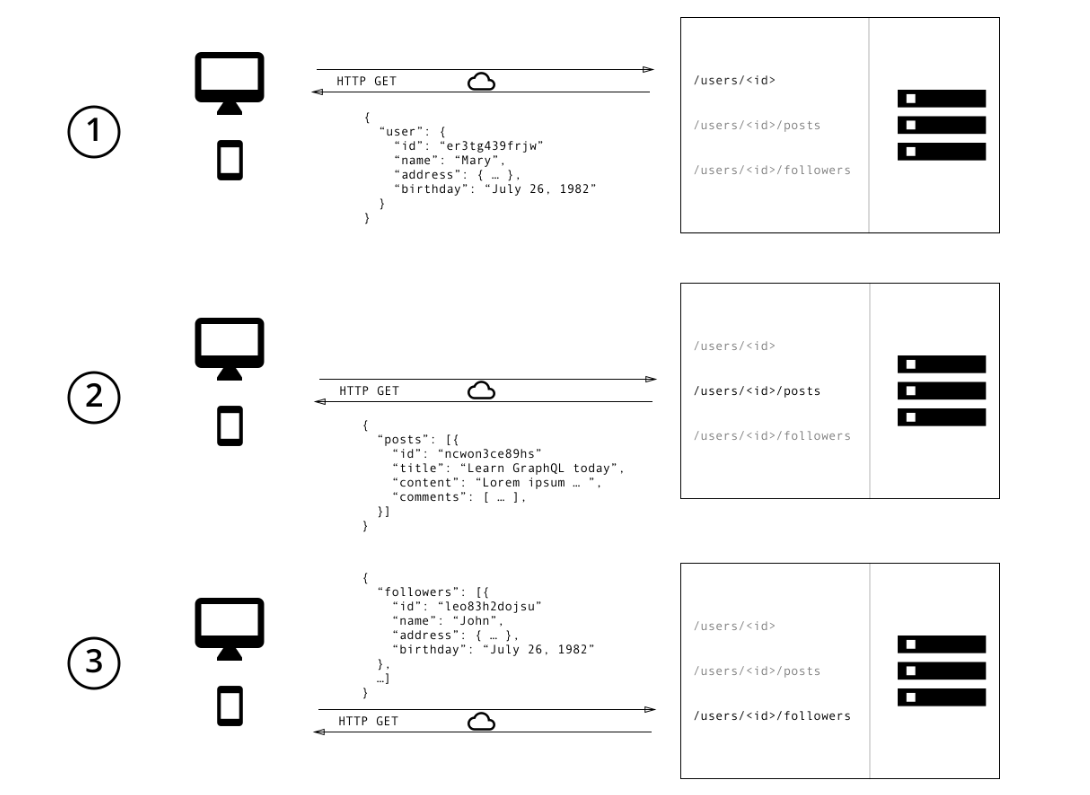 1
HTTP GET
{
“user”: {
“id”: “er3tg439frjw”
“name”: “Mary”,
“address”: { … },
“birthday”: “July 26, 1982”
}
}
/users/<id>
/users/<id>/posts
/users/<id>/followers
2
HTTP GET
{
“posts”: [{
“id”: “ncwon3ce89hs”
“title”: “Learn GraphQL today”,
“content”: “Lorem ipsum … ”,
“comments”: [ … ],
}]
}
/users/<id>
/users/<id>/posts
/users/<id>/followers
3
{
“followers”: [{
“id”: “leo83h2dojsu”
“name”: “John”,
“address”: { … },
“birthday”: “July 26, 1982”
},
…]
}
HTTP GET
/users/<id>
/users/<id>/posts
/users/<id>/followers